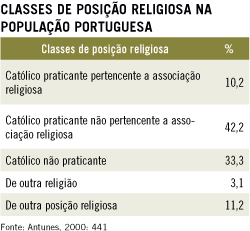 CLASSES DE POSIÇÃO RELIGIOSA NA
POPULAÇÃO PORTUGUESA
Classes de posição religiosa %
Católico praticante pertencente a associação
religiosa 10,2
Católico praticante não pertencente a asso-
ciação religiosa 42,2
Católico não praticante 33,3
De outra religião 3,1
De outra posição religiosa 11,2
Fonte: Antunes, 2000: 441